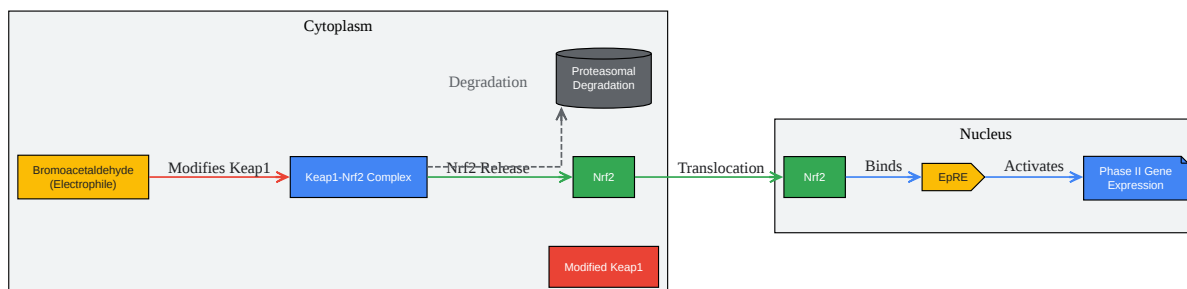 Cytoplasm
Proteasomal
Degradation
Degradation
Nucleus
Bromoacetaldehyde
(Electrophile)
Modifies Keap1
Keap1-Nrf2 Complex
Nrf2 Release
Nrf2
Translocation
Nrf2
Binds
EpRE
Activates
Phase II Gene
Expression
Modified Keap1